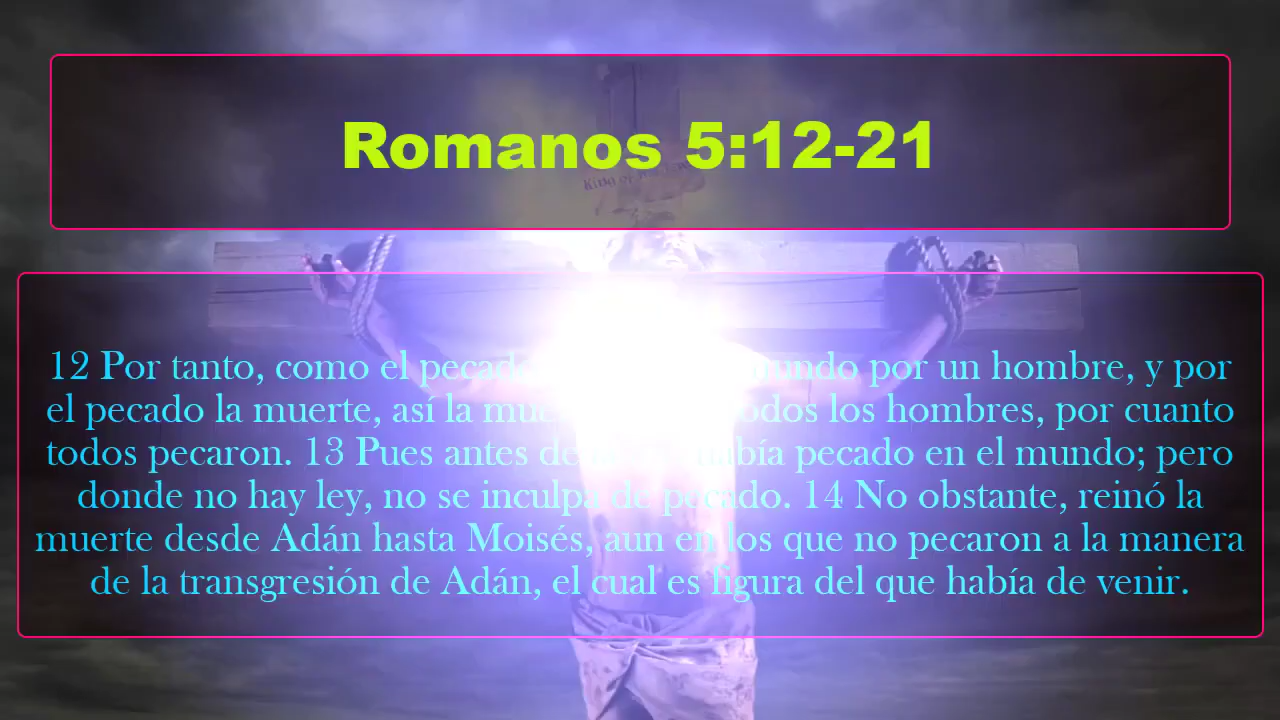 Romanos 5:12-21
King of
12 Por tanto, como el pecado mundo por un hombre, y por
el pecado la muerte, así la todos los hombres, por cuanto
todos pecaron. 13 Pues antes de había pecado en el mundo; pero
donde no hay ley, no se inculpa de pecado. 14 No obstante, reinó la
muerte desde Adán hasta Moisés, aun en los que no pecaron a la manera
de la transgresión de Adán, el cual es figura del que había de venir.